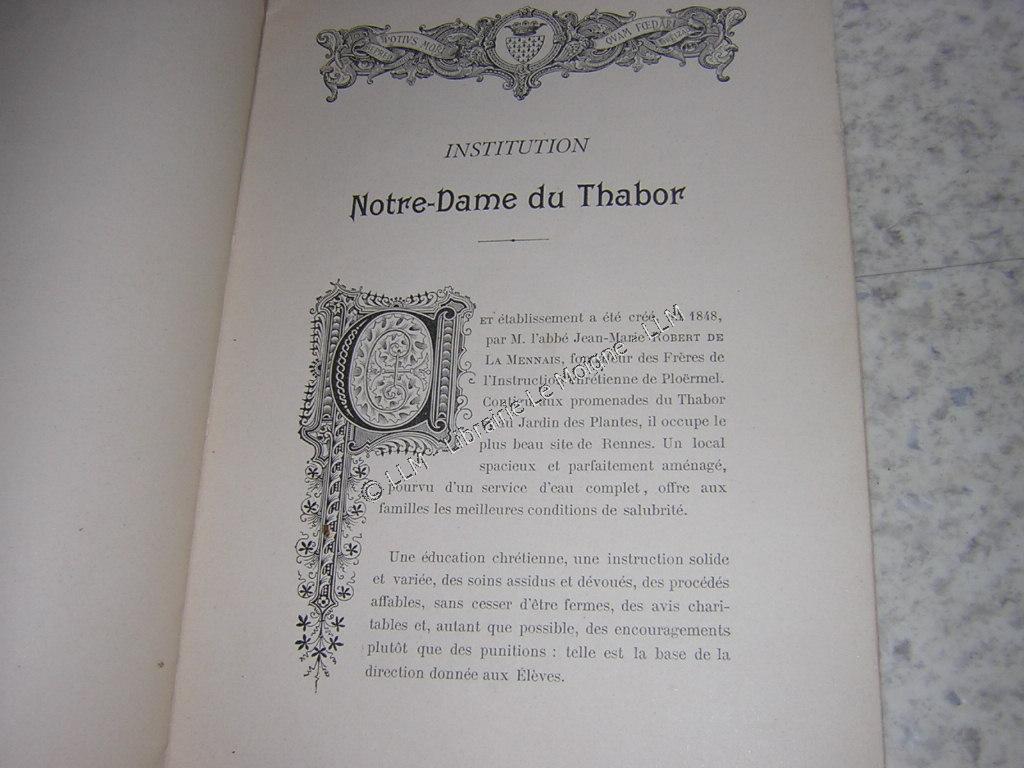 POTIUS MORI
QUAM FŒDARI
INSTITUTION
Notre-Dame du Thabor
CET établissement a été créé, en 1848,
par M. l'abbé Jean-Marie ROBERT DE
LA MENNAIS, fondateur des Frères de
l'Instruction chrétienne de Ploërmel.
Contigu aux promenades du Thabor
au Jardin des Plantes, il occupe le
plus beau site de Rennes. Un local
spacieux et parfaitement aménagé,
pourvu d'un service d'eau complet, offre aux
familles les meilleures conditions de salubrité.
Une éducation chrétienne, une instruction solide
et variée, des soins assidus et dévoués, des procédés
affables, sans cesser d'être fermes, des avis chari-
tables et, autant que possible, des encouragements
plutôt que des punitions : telle est la base de la
direction donnée aux Élèves.
© LLM - Librairie Le Moigne - LLM